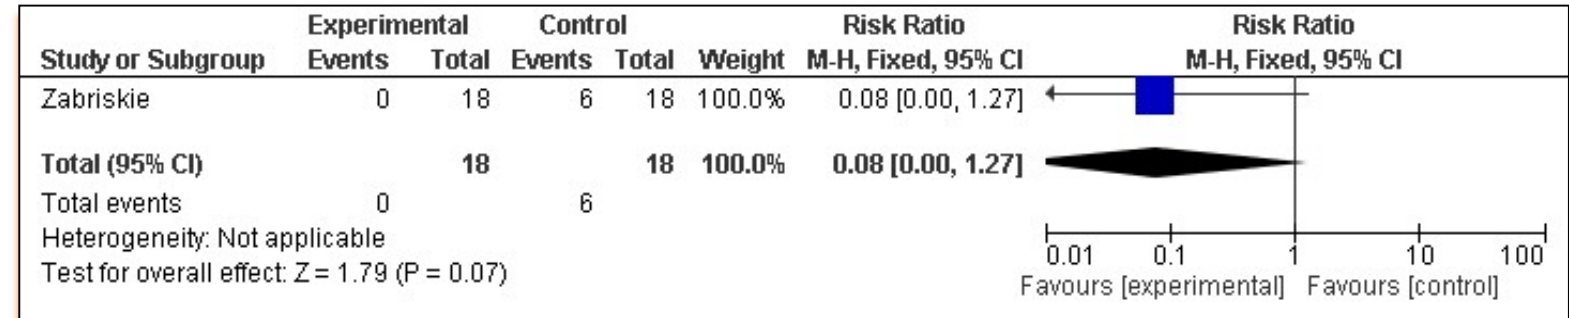 Experimental Control Risk Ratio Risk Ratio
Study or Subgroup Events Total Events Total Weight M-H, Fixed, 95% CI M-H, Fixed, 95% CI
Zabriskie 0 18 6 18 100.0% 0.08 [0.00, 1.27]
Total (95% CI) 18 18 100.0% 0.08 [0.00, 1.27]
Total events 0 6
Heterogeneity: Not applicable
Test for overall effect: Z = 1.79 (P = 0.07)
0.01 0.1 1 10 100
Favours [experimental] Favours [control]